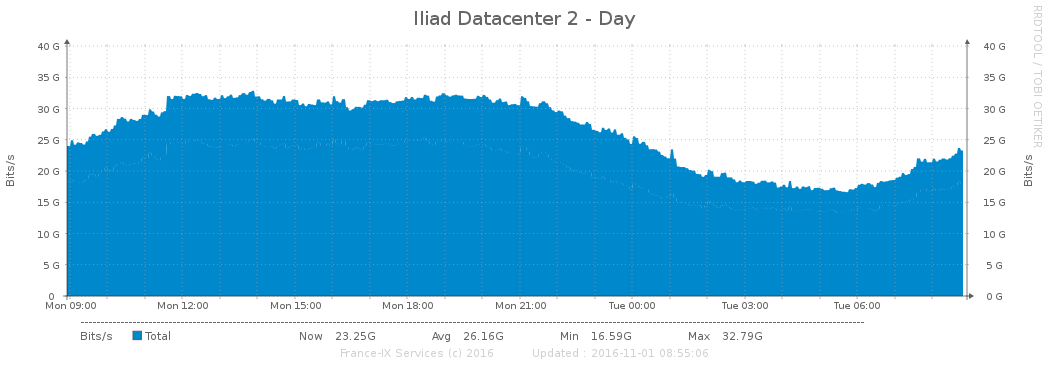 Iliad Datacenter 2 - Day
RRDTOOL / TOBI OETIKER
Bits/s
40 G 40 G
35 G 35 G
30 G 30 G
25 G 25 G
20 G 20 G
15 G 15 G
10 G 10 G
5 G 5 G
0 0 G
Bits/s
Mon 09:00 Mon 12:00 Mon 15:00 Mon 18:00 Mon 21:00 Tue 00:00 Tue 03:00 Tue 06:00
Bits/s Total Now 23.25G Avg 26.16G Min 16.59G Max 32.79G
France-IX Services (c) 2016 Updated : 2016-11-01 08:55:06